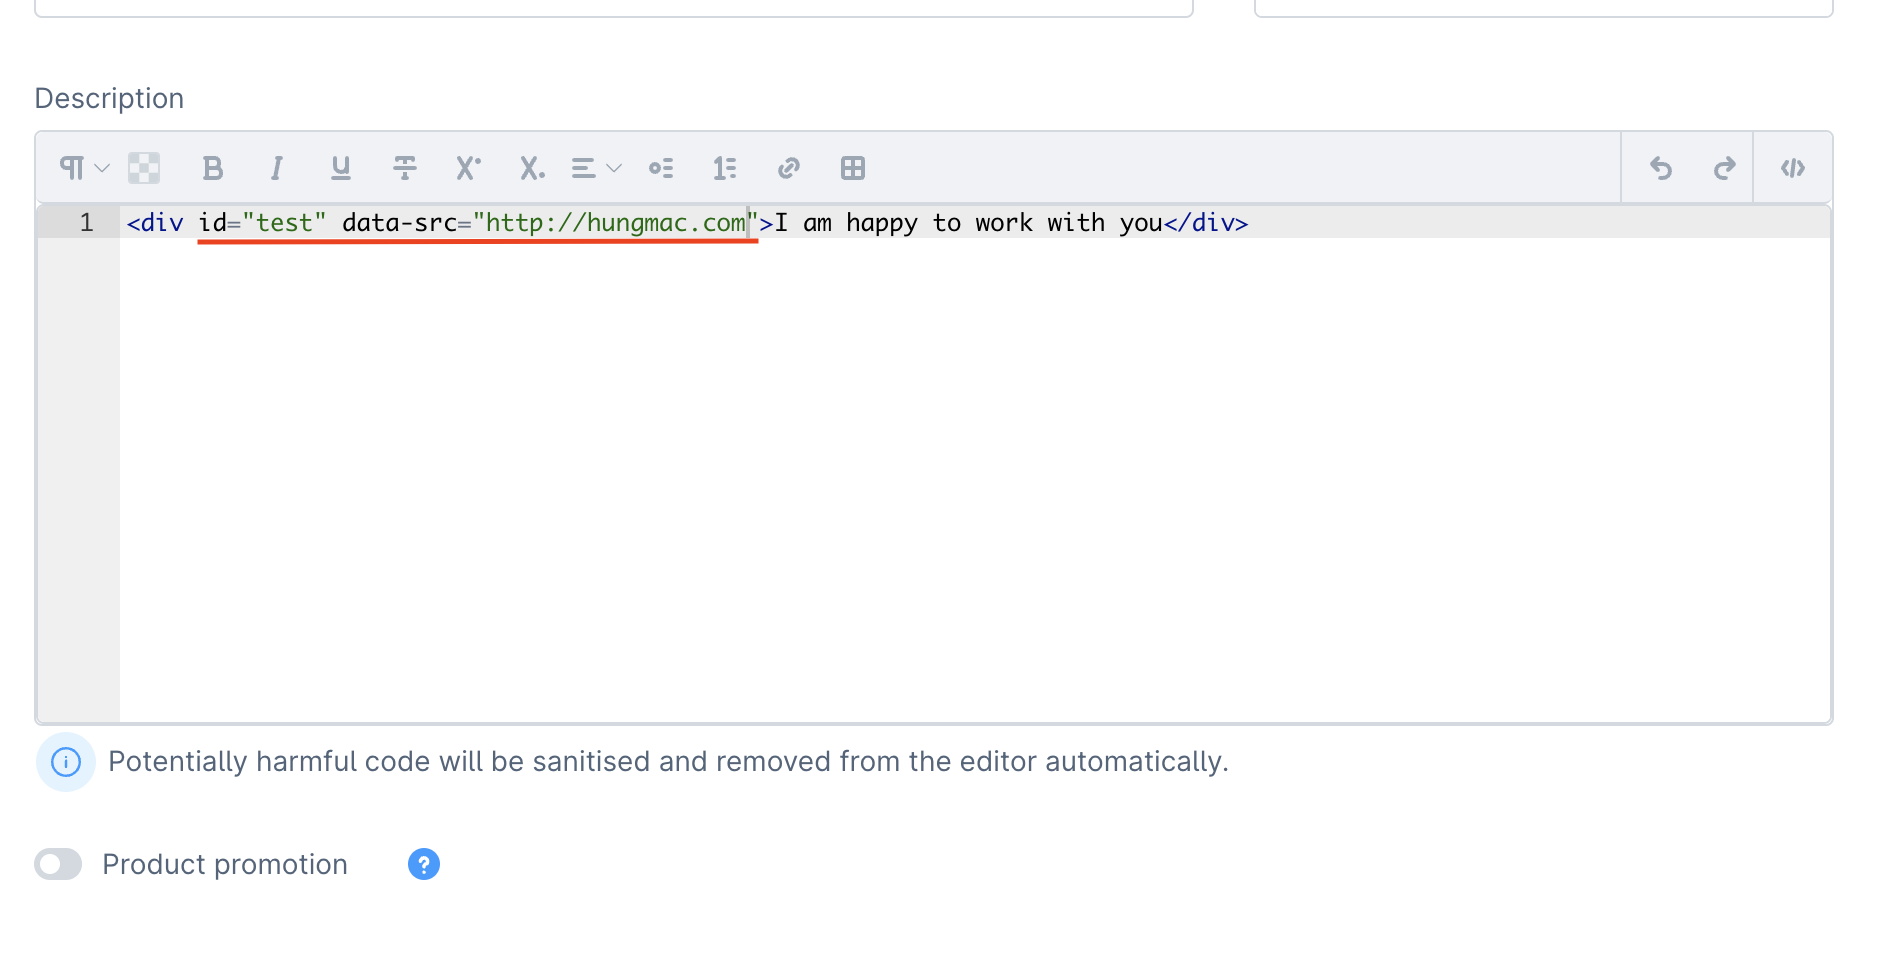 Description
1 <div id="test" data-src="http://hungmac.com">I am happy to work with you</div>
Potentially harmful code will be sanitised and removed from the editor automatically.
Product promotion